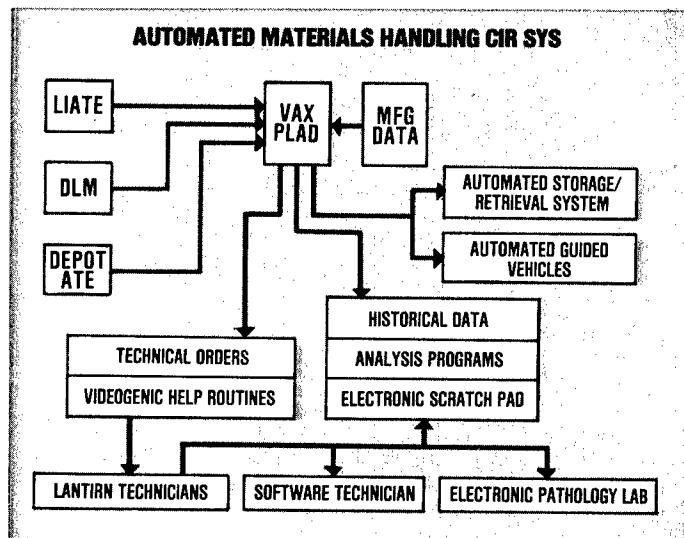 AUTOMATED MATERIALS HANDLING CIR SYS
LIATE
VAX
PLAD
MFG
DATA
DLM
AUTOMATED STORAGE/
RETRIEVAL SYSTEM
DEPOT
ATE
AUTOMATED GUIDED
VEHICLES
HISTORICAL DATA
TECHNICAL ORDERS
ANALYSIS PROGRAMS
VIDEOGENIC HELP ROUTINES
ELECTRONIC SCRATCH PAD
LANTIRN TECHNICIANS
SOFTWARE TECHNICIAN
ELECTRONIC PATHOLOGY LAB